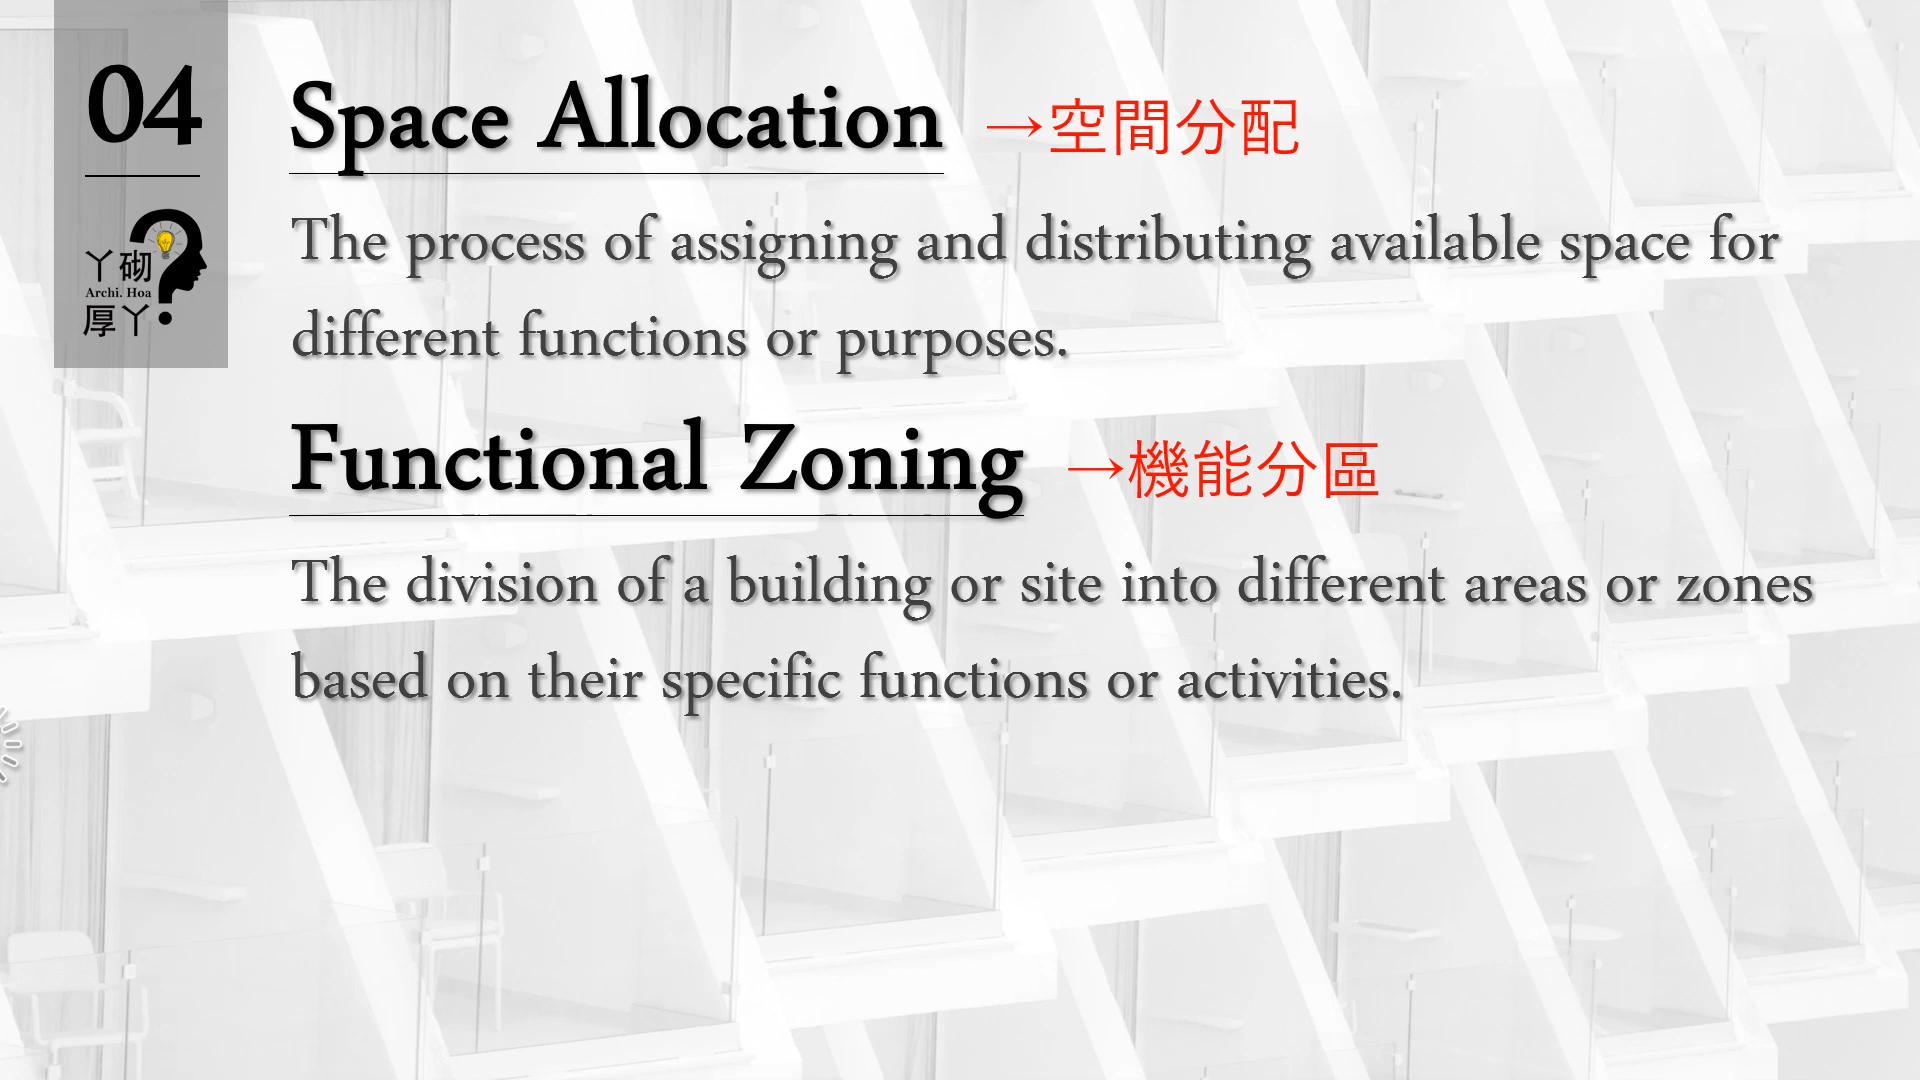 04
丫砌
Archi. Hoa
厚丫
Space Allocation →空間分配
The process of assigning and distributing available space for
different functions or purposes.
Functional Zoning →機能分區
The division of a building or site into different areas or zones
based on their specific functions or activities.